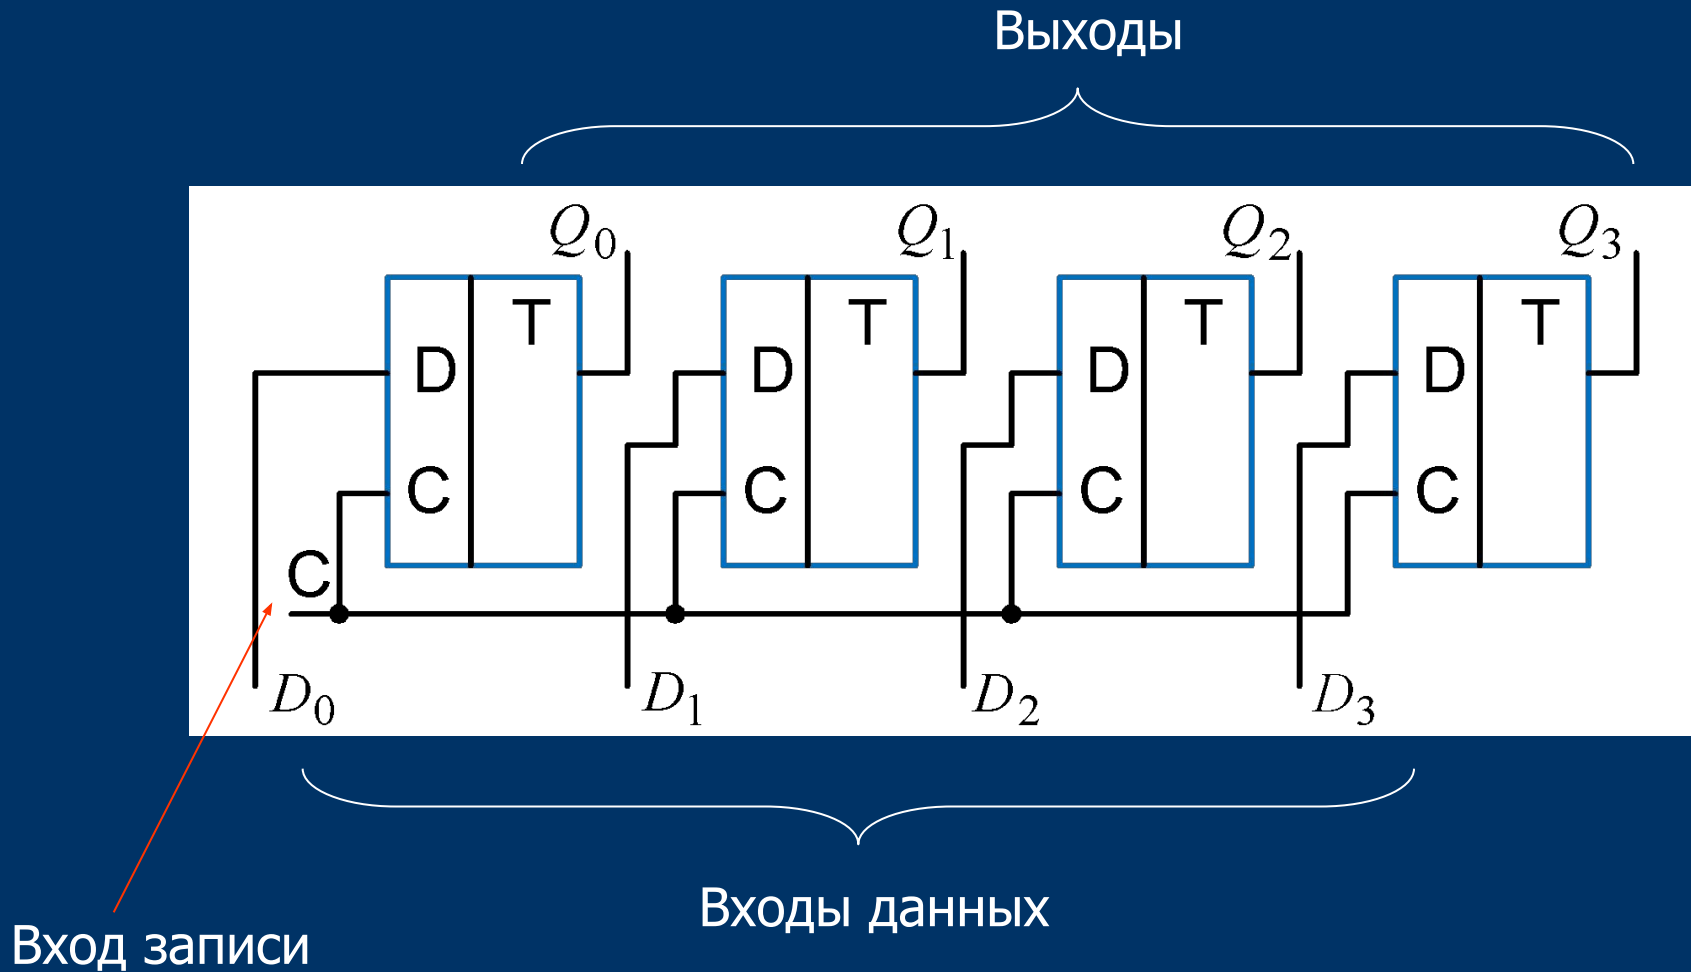 Выходы
Q0 Q1 Q2 Q3
T T T T
D D D D
C C C C
C
D0 D1 D2 D3
Входы данных
Вход записи